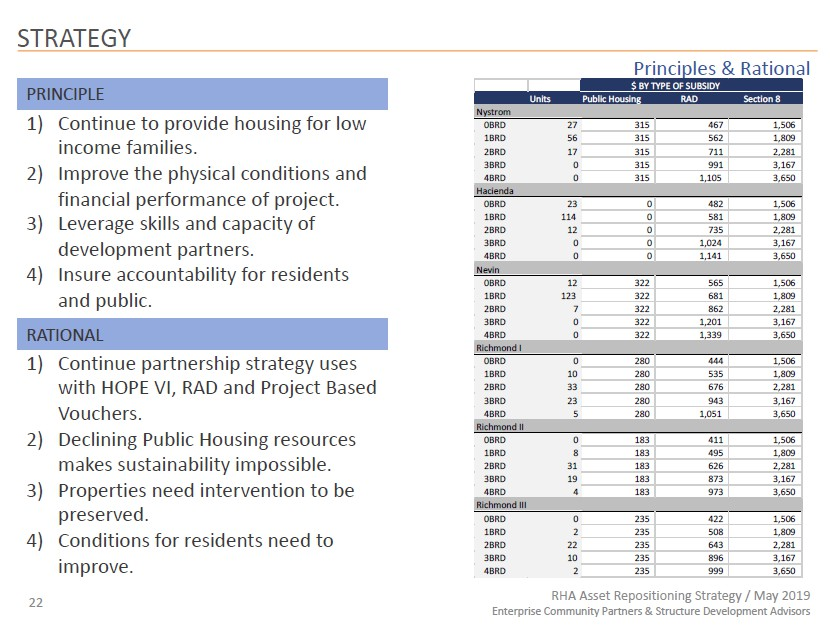 STRATEGY
Principles & Rational
PRINCIPLE
1) Continue to provide housing for low
income families.
2) Improve the physical conditions and
financial performance of project.
3) Leverage skills and capacity of
development partners.
4) Insure accountability for residents
and public.
RATIONAL
1) Continue partnership strategy uses
with HOPE VI, RAD and Project Based
Vouchers.
2) Declining Public Housing resources
makes sustainability impossible.
3) Properties need intervention to be
preserved.
4) Conditions for residents need to
improve.
$ BY TYPE OF SUBSIDY
Units Public Housing RAD Section 8
Nystrom
0BRD 27 315 467 1,506
1BRD 56 315 562 1,809
2BRD 17 315 711 2,281
3BRD 0 315 991 3,167
4BRD 0 315 1,105 3,650
Hacienda
0BRD 23 0 482 1,506
1BRD 114 0 581 1,809
2BRD 12 0 735 2,281
3BRD 0 0 1,024 3,167
4BRD 0 0 1,141 3,650
Nevin
0BRD 12 322 565 1,506
1BRD 123 322 681 1,809
2BRD 7 322 862 2,281
3BRD 0 322 1,201 3,167
4BRD 0 322 1,339 3,650
Richmond I
0BRD 0 280 444 1,506
1BRD 10 280 535 1,809
2BRD 33 280 676 2,281
3BRD 23 280 943 3,167
4BRD 5 280 1,051 3,650
Richmond II
0BRD 0 183 411 1,506
1BRD 8 183 495 1,809
2BRD 31 183 626 2,281
3BRD 19 183 873 3,167
4BRD 4 183 973 3,650
Richmond III
0BRD 0 235 422 1,506
1BRD 2 235 508 1,809
2BRD 22 235 643 2,281
3BRD 10 235 896 3,167
4BRD 2 235 999 3,650
22
RHA Asset Repositioning Strategy / May 2019
Enterprise Community Partners & Structure Development Advisors